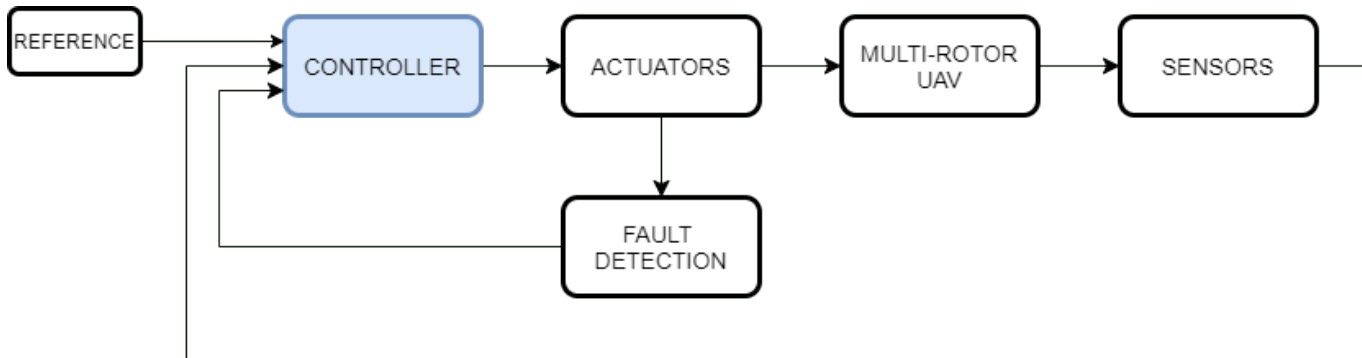 REFERENCE
CONTROLLER
ACTUATORS
MULTI-ROTOR
UAV
SENSORS
FAULT
DETECTION